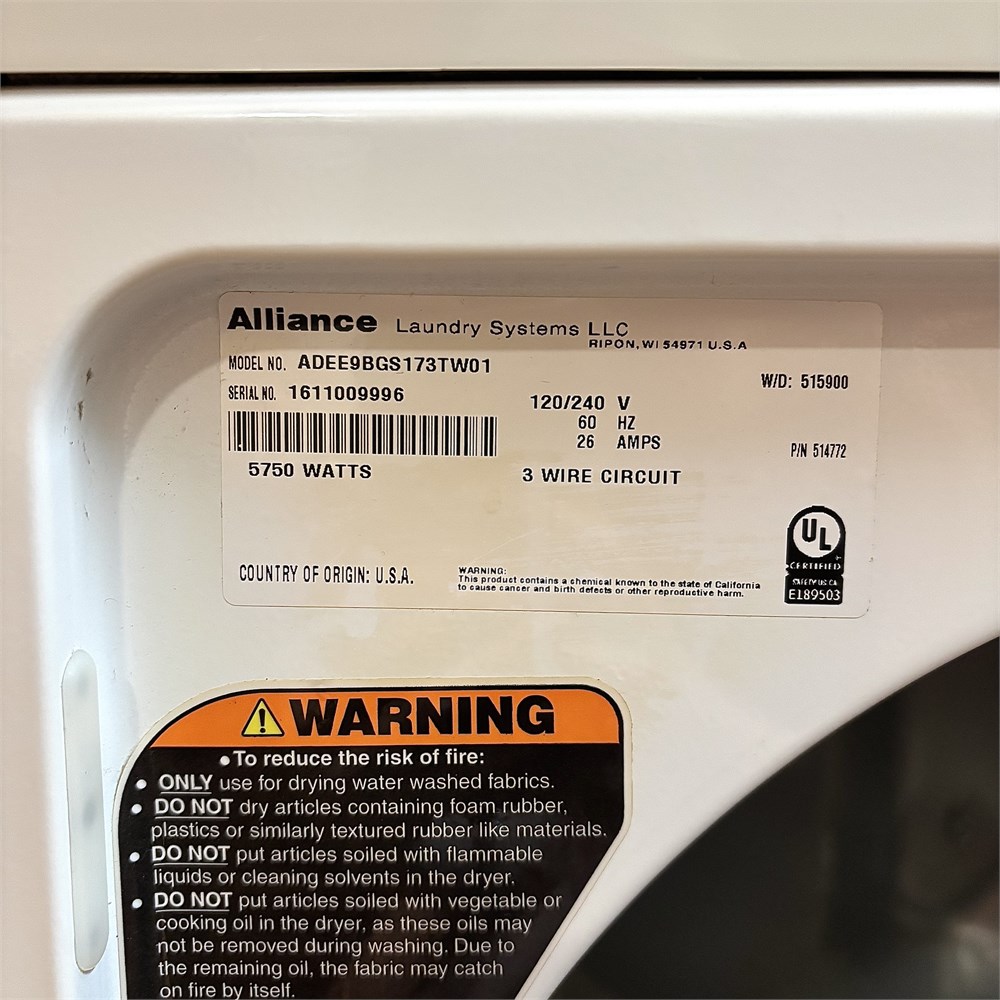 Alliance Laundry Systems LLC
RIPON, WI 54971 U.S.A
MODEL NO. ADEE9BGS173TW01
W/D: 515900
SERIAL NO. 1611009996
120/240 V
60 HZ
26 AMPS
P/N 514772
5750 WATTS
3 WIRE CIRCUIT
COUNTRY OF ORIGIN: U.S.A.
WARNING:
This product contains a chemical known to the state of California
to cause cancer and birth defects or other reproductive harm.
UL
CERTIFIED
SAFETY US CA
E189503
WARNING
• To reduce the risk of fire:
• ONLY use for drying water washed fabrics.
• DO NOT dry articles containing foam rubber,
plastics or similarly textured rubber like materials.
• DO NOT put articles soiled with flammable
liquids or cleaning solvents in the dryer.
• DO NOT put articles soiled with vegetable or
cooking oil in the dryer, as these oils may
not be removed during washing. Due to
the remaining oil, the fabric may catch
on fire by itself.